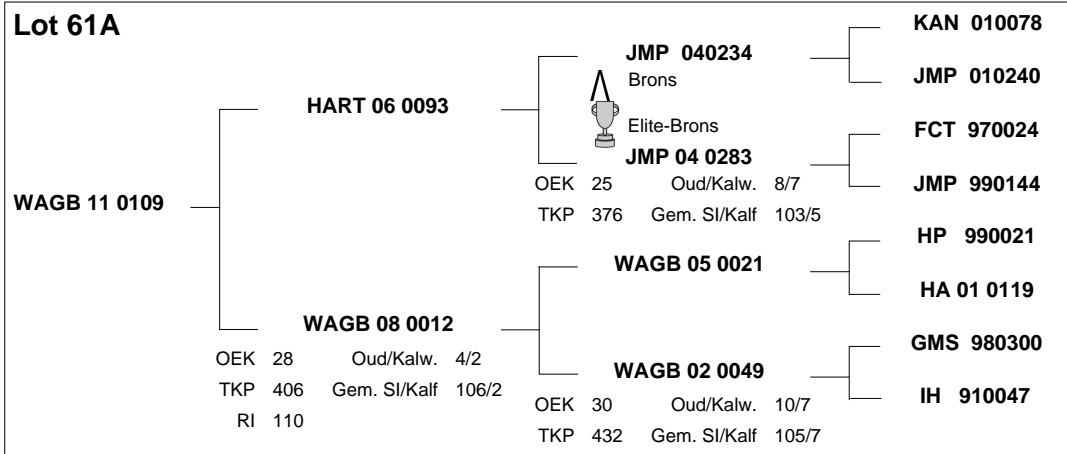 Lot 61A
KAN 010078
JMP 040234
Brons
JMP 010240
HART 06 0093
Elite-Brons
FCT 970024
JMP 04 0283
OEK 25 Oud/Kalw. 8/7
JMP 990144
TKP 376 Gem. SI/Kalf 103/5
WAGB 11 0109
HP 990021
WAGB 05 0021
HA 01 0119
WAGB 08 0012
OEK 28 Oud/Kalw. 4/2
GMS 980300
TKP 406 Gem. SI/Kalf 106/2
WAGB 02 0049
IH 910047
RI 110
OEK 30 Oud/Kalw. 10/7
TKP 432 Gem. SI/Kalf 105/7